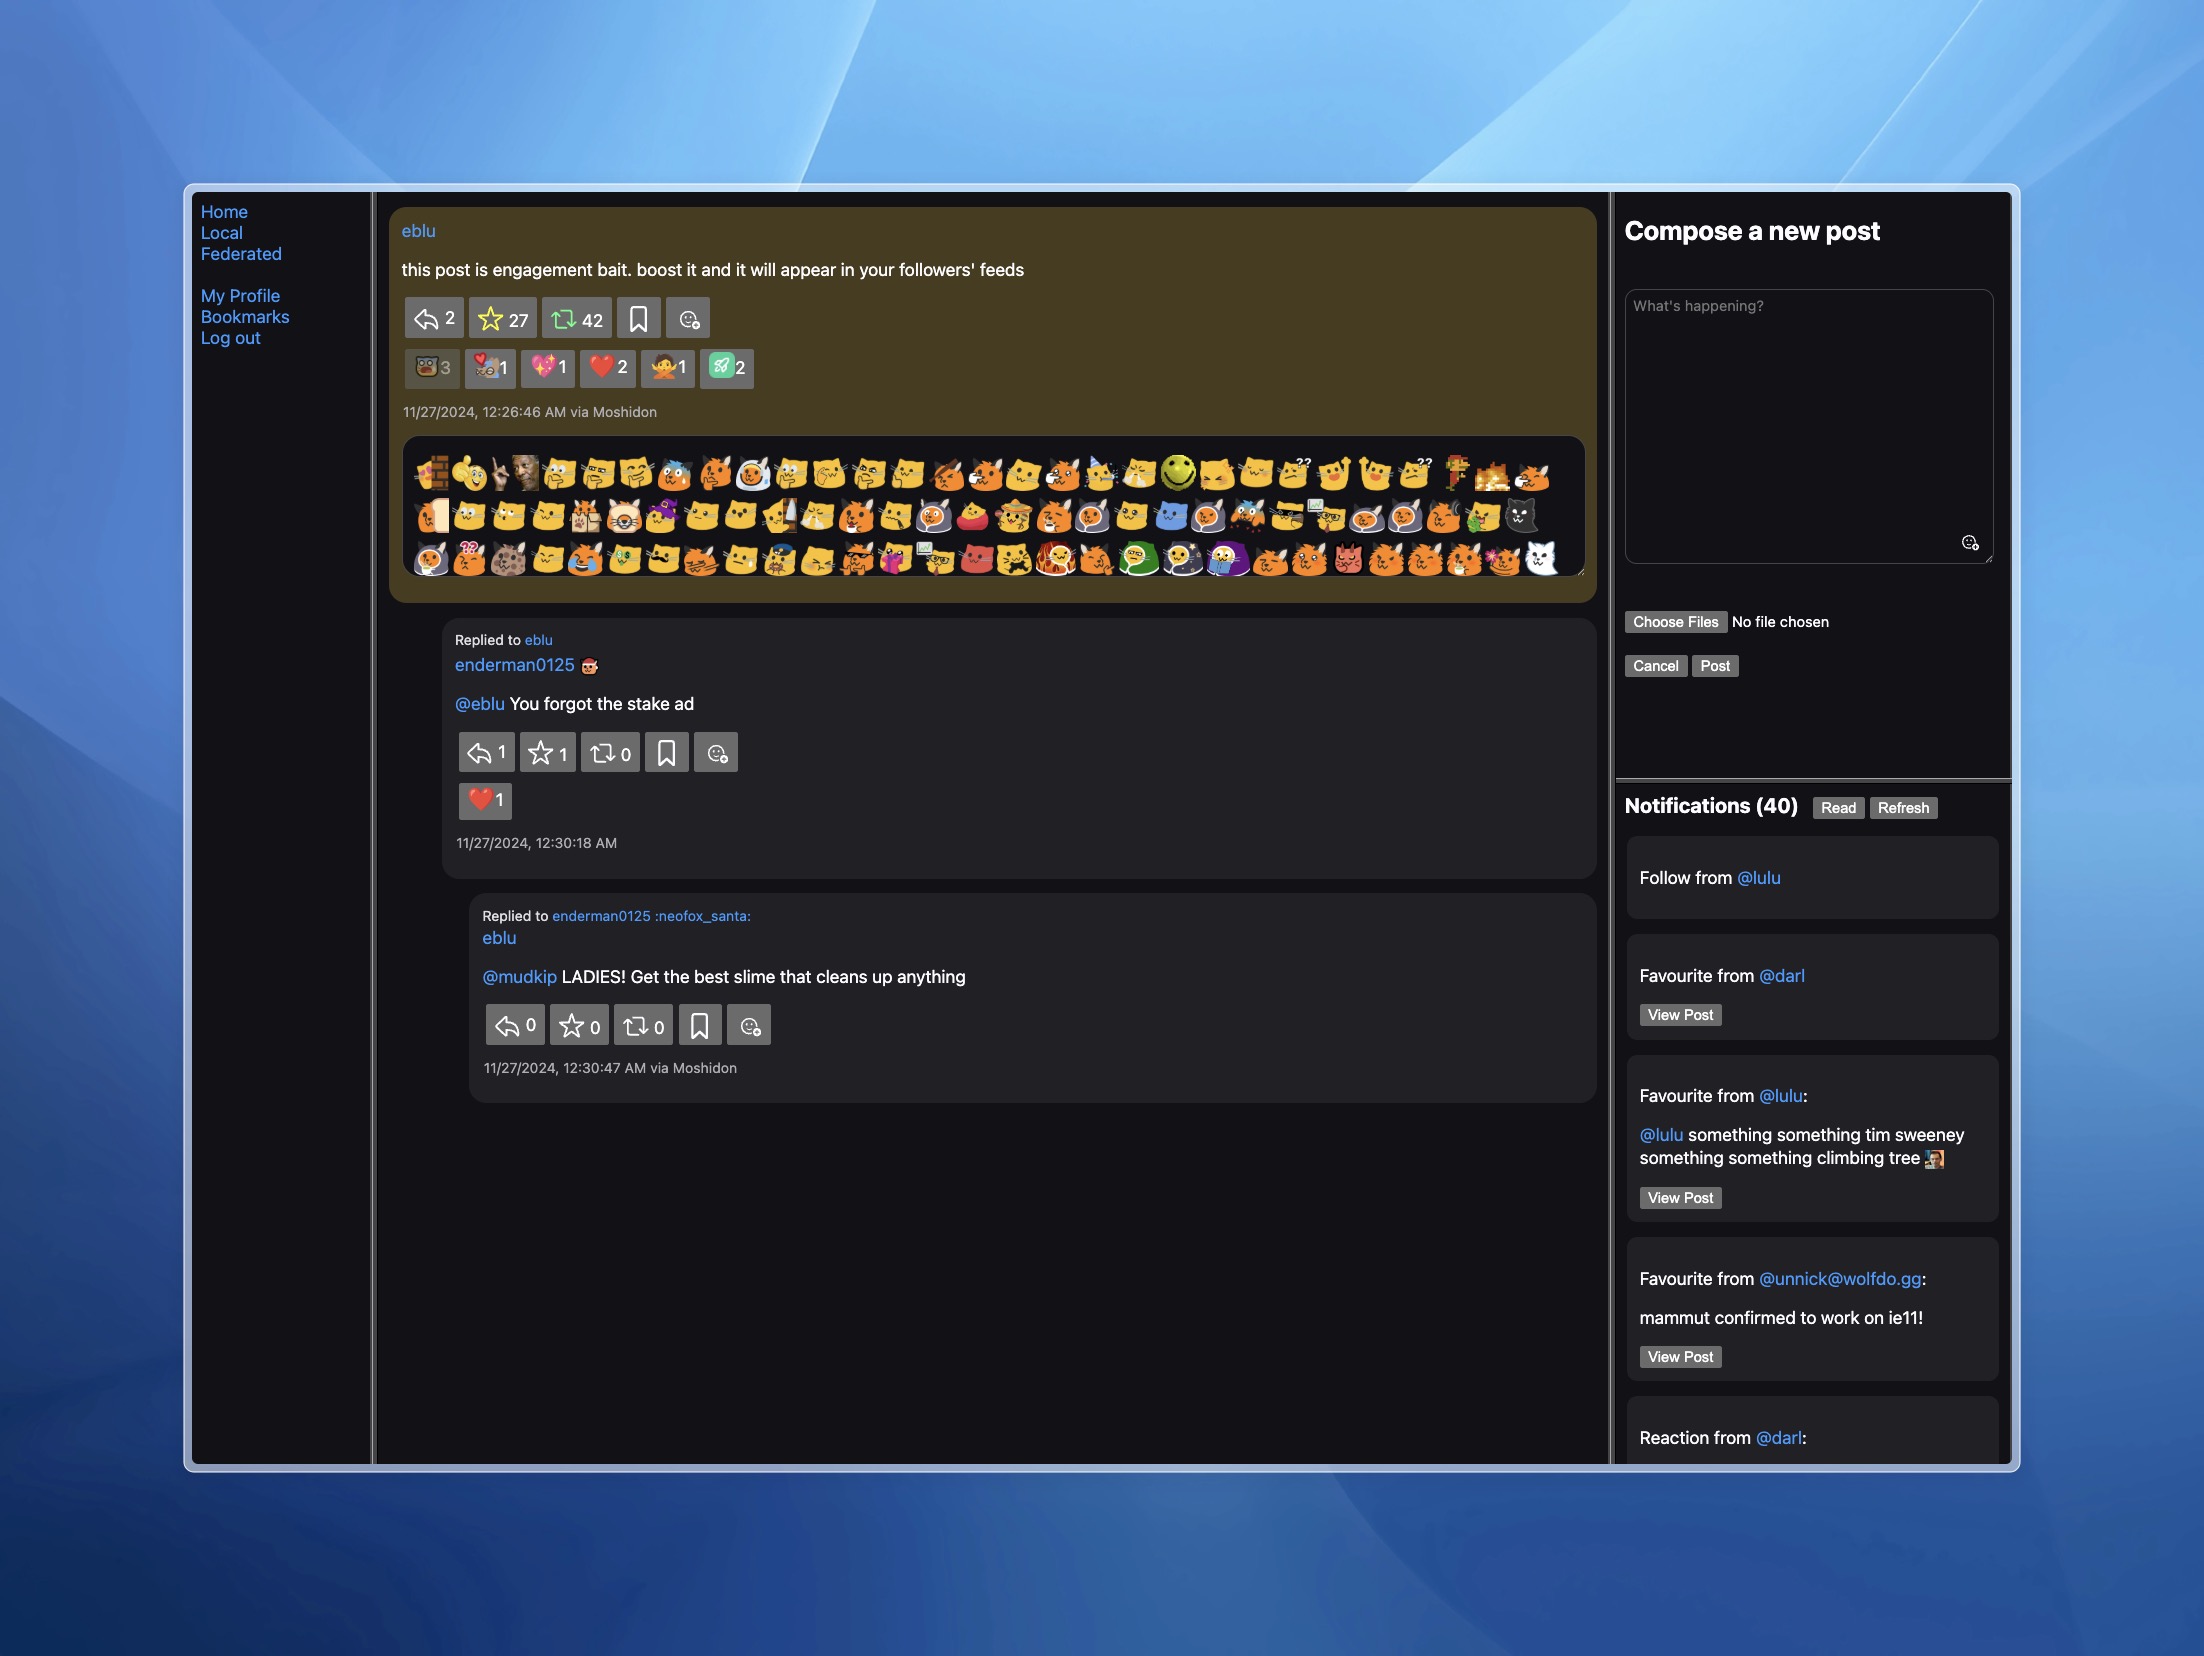 Home
Local
Federated
My Profile
Bookmarks
Log out
eblu
this post is engagement bait. boost it and it will appear in your followers' feeds
2 27 42
3 1 1 2 1 2
11/27/2024, 12:26:46 AM via Moshidon
?? ??
Replied to eblu
enderman0125
@eblu You forgot the stake ad
1 1 0
1
11/27/2024, 12:30:18 AM
Replied to enderman0125 :neofox_santa:
eblu
@mudkip LADIES! Get the best slime that cleans up anything
0 0 0
11/27/2024, 12:30:47 AM via Moshidon
Compose a new post
What's happening?
Choose Files No file chosen
Cancel Post
Notifications (40) Read Refresh
Follow from @lulu
Favourite from @darl
View Post
Favourite from @lulu:
@lulu something something tim sweeney
something something climbing tree
View Post
Favourite from @unnick@wolfdo.gg:
mammut confirmed to work on ie11!
View Post
Reaction from @darl: